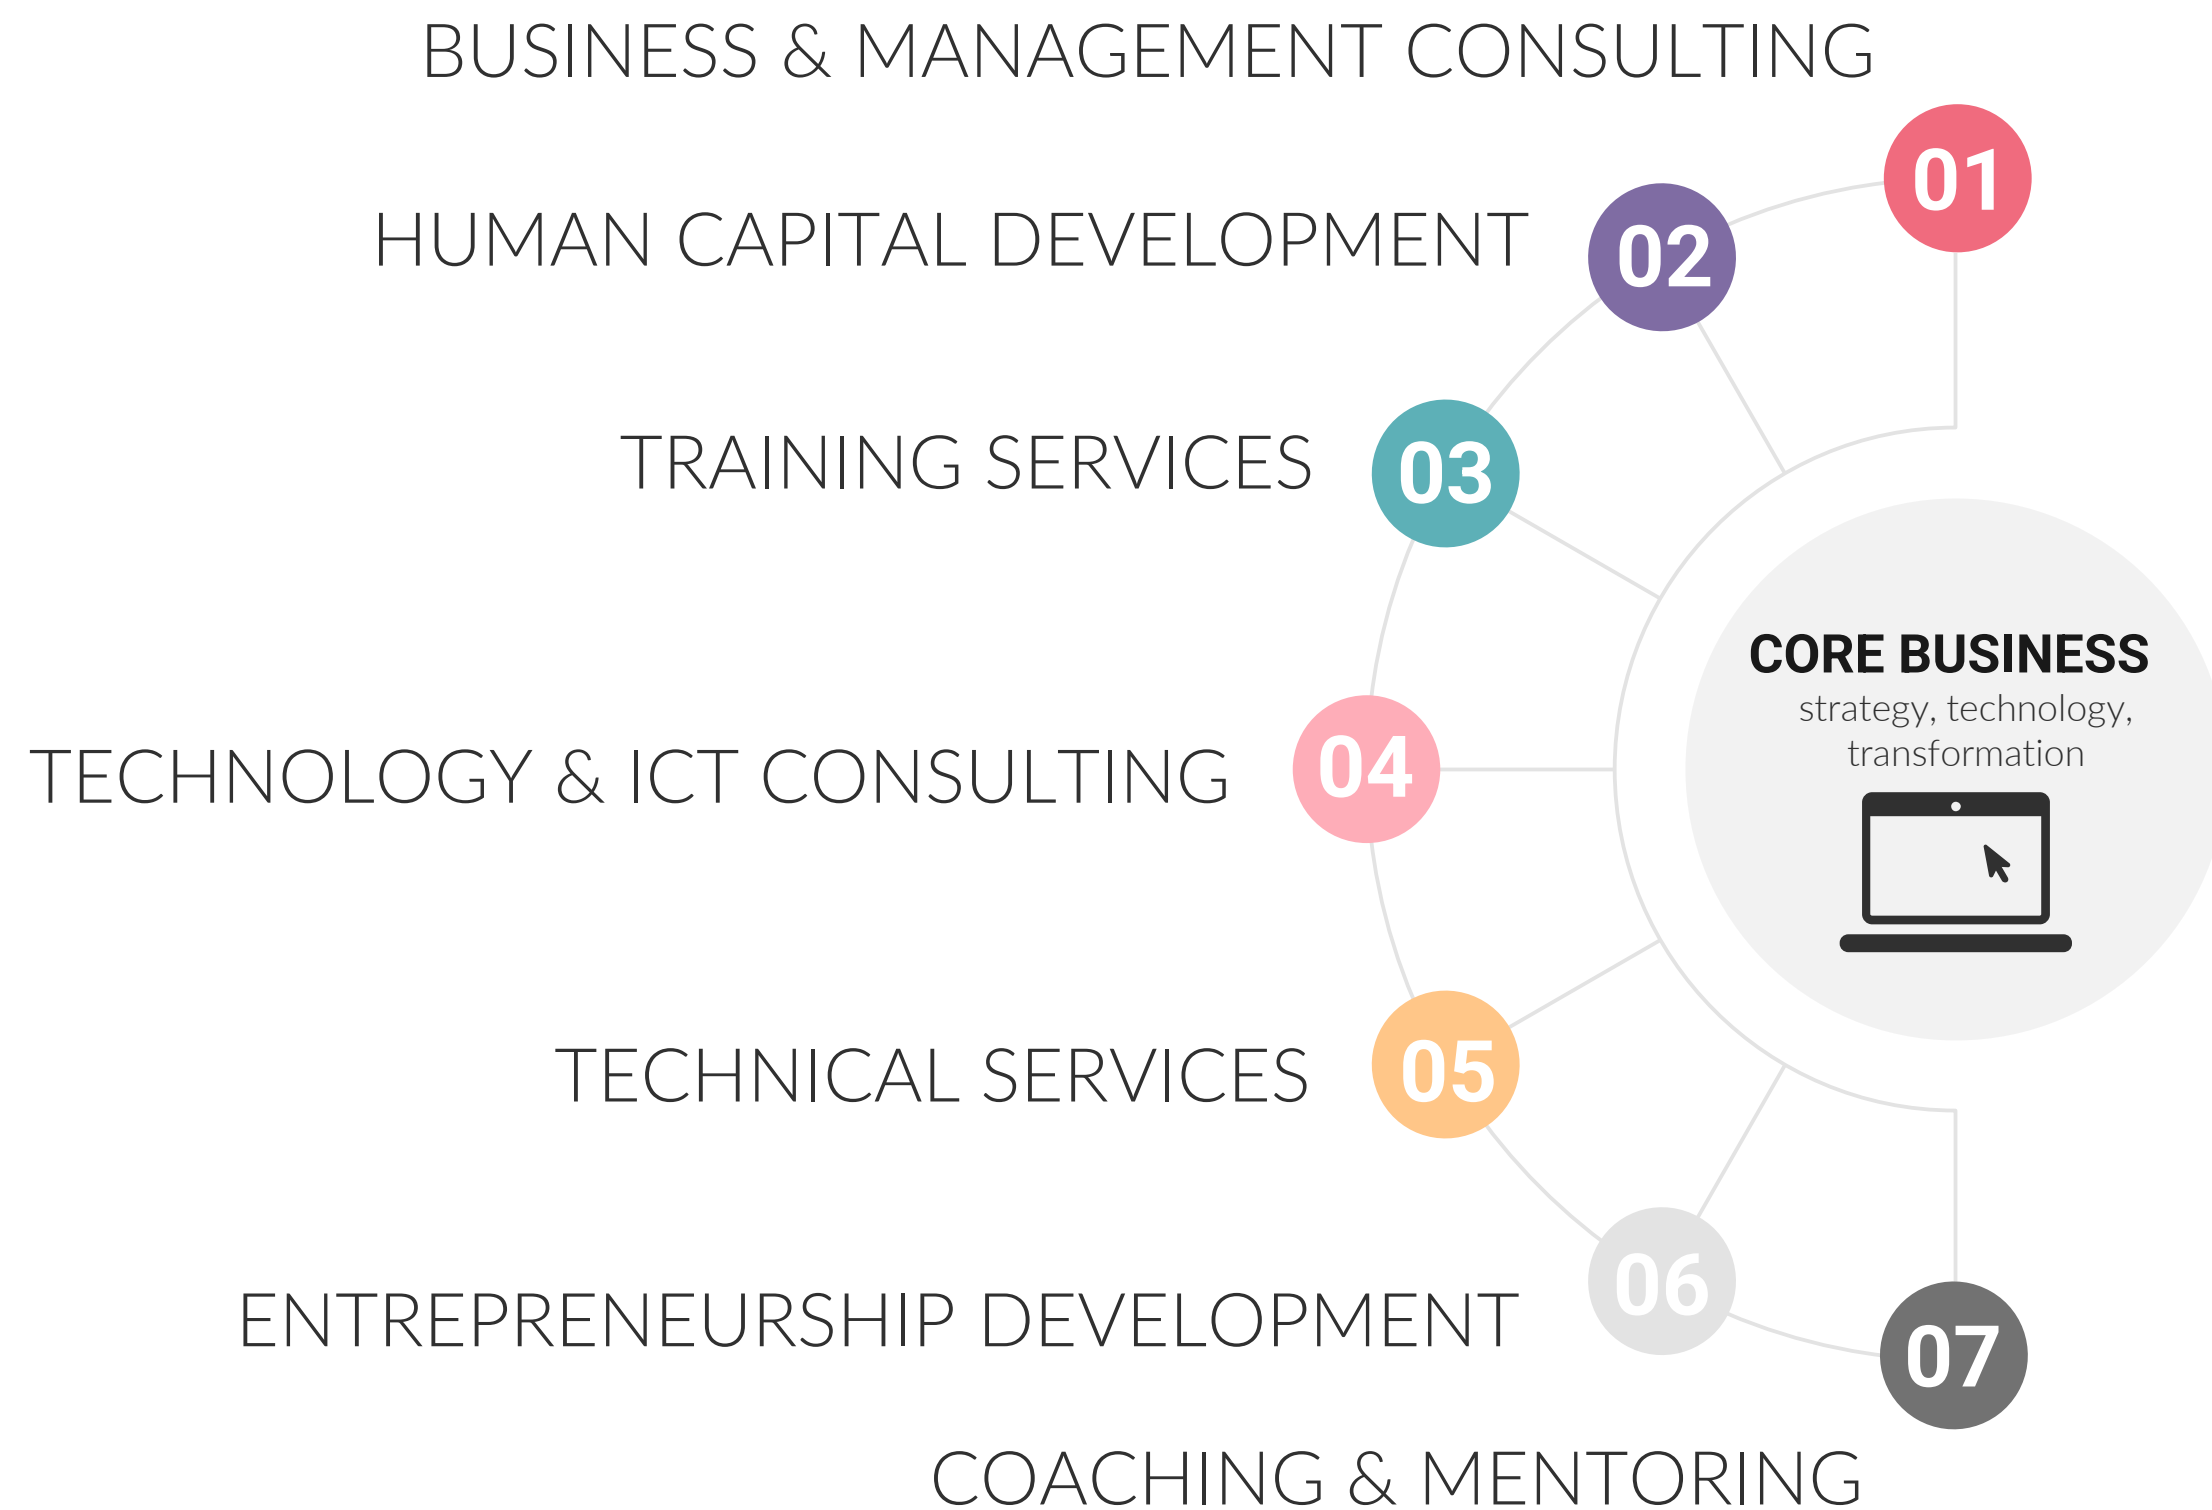 BUSINESS & MANAGEMENT CONSULTING
01
HUMAN CAPITAL DEVELOPMENT
02
TRAINING SERVICES
03
CORE BUSINESS
strategy, technology,
transformation
TECHNOLOGY & ICT CONSULTING
04
TECHNICAL SERVICES
05
ENTREPRENEURSHIP DEVELOPMENT
06
07
COACHING & MENTORING